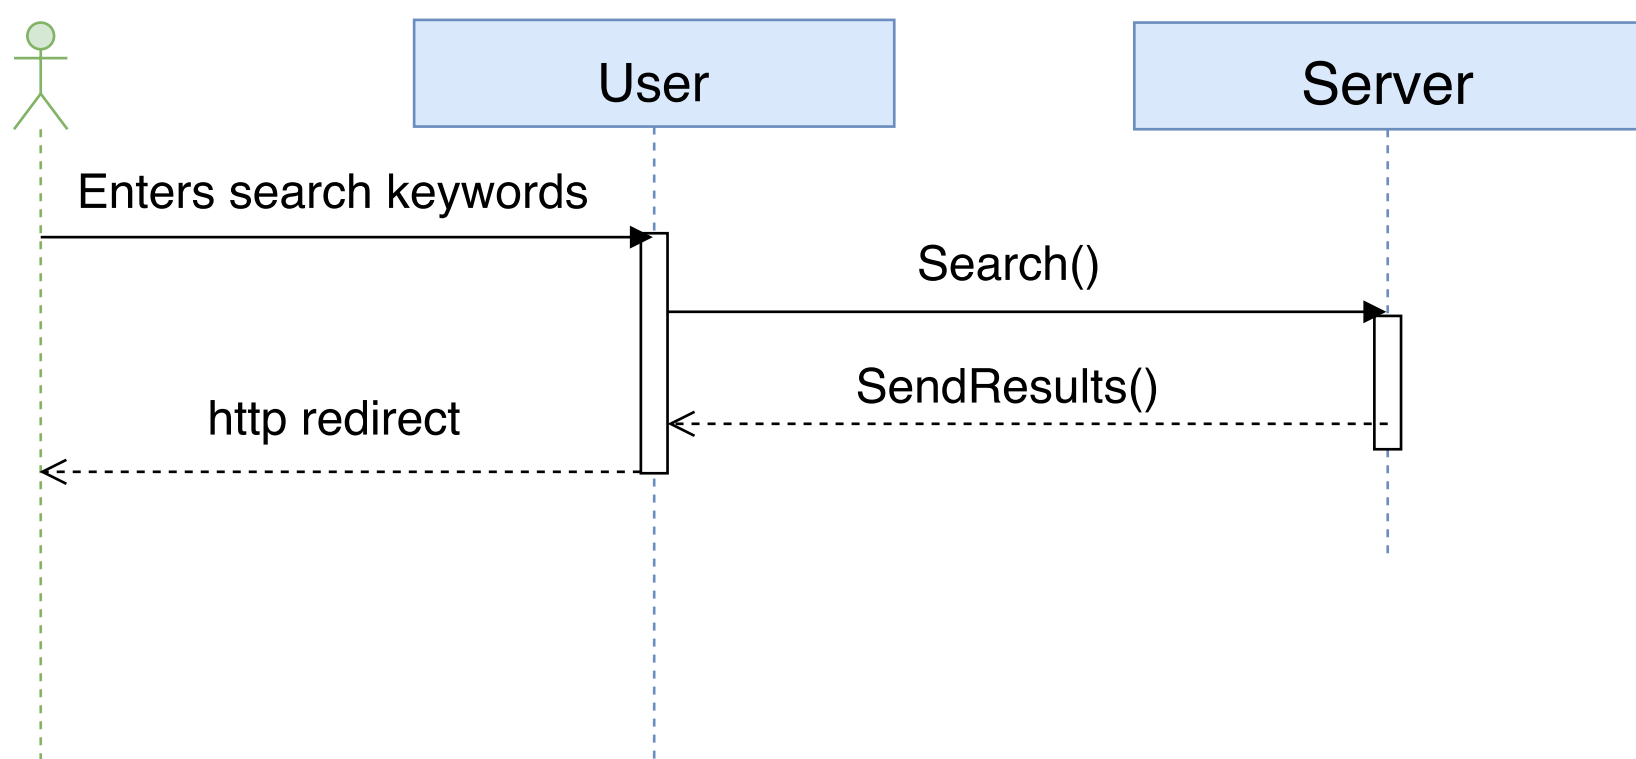 User
Server
Enters search keywords
Search()
SendResults()
http redirect